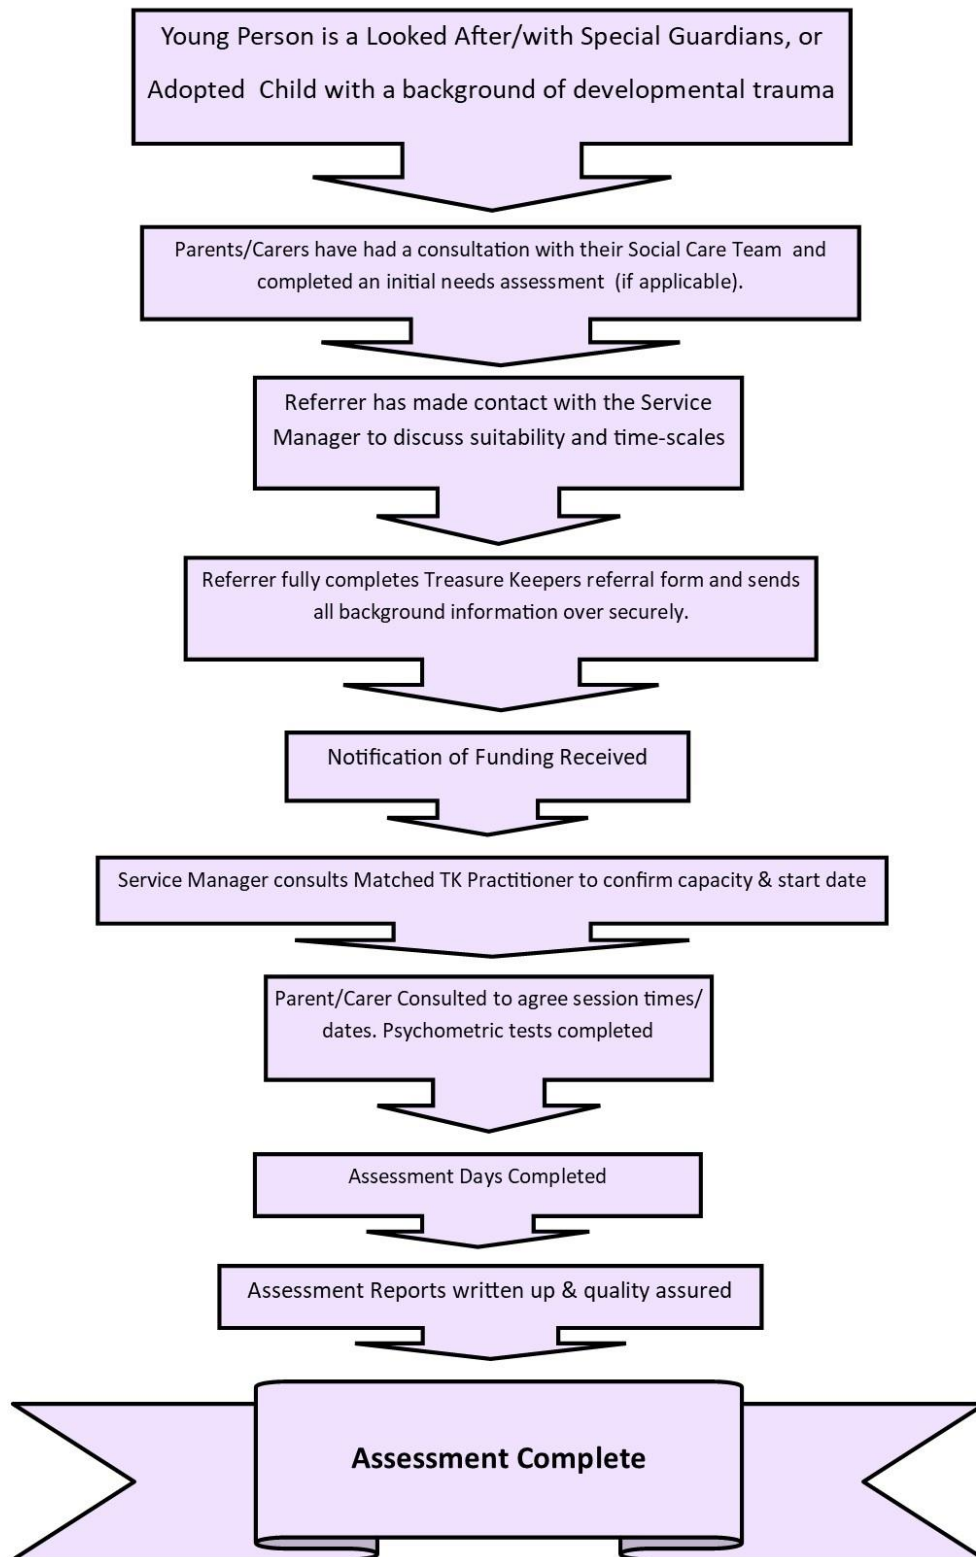 Young Person is a Looked After/with Special Guardians, or
Adopted  Child with a background of developmental trauma
Parents/Carers have had a consultation with their Social Care Team  and
completed an initial needs assessment  (if applicable).
Referrer has made contact with the Service
Manager to discuss suitability and time-scales
Referrer fully completes Treasure Keepers referral form and sends
all background information over securely.
Notification of Funding Received
Service Manager consults Matched TK Practitioner to confirm capacity & start date
Parent/Carer Consulted to agree session times/
dates. Psychometric tests completed
Assessment Days Completed
Assessment Reports written up & quality assured
Assessment Complete